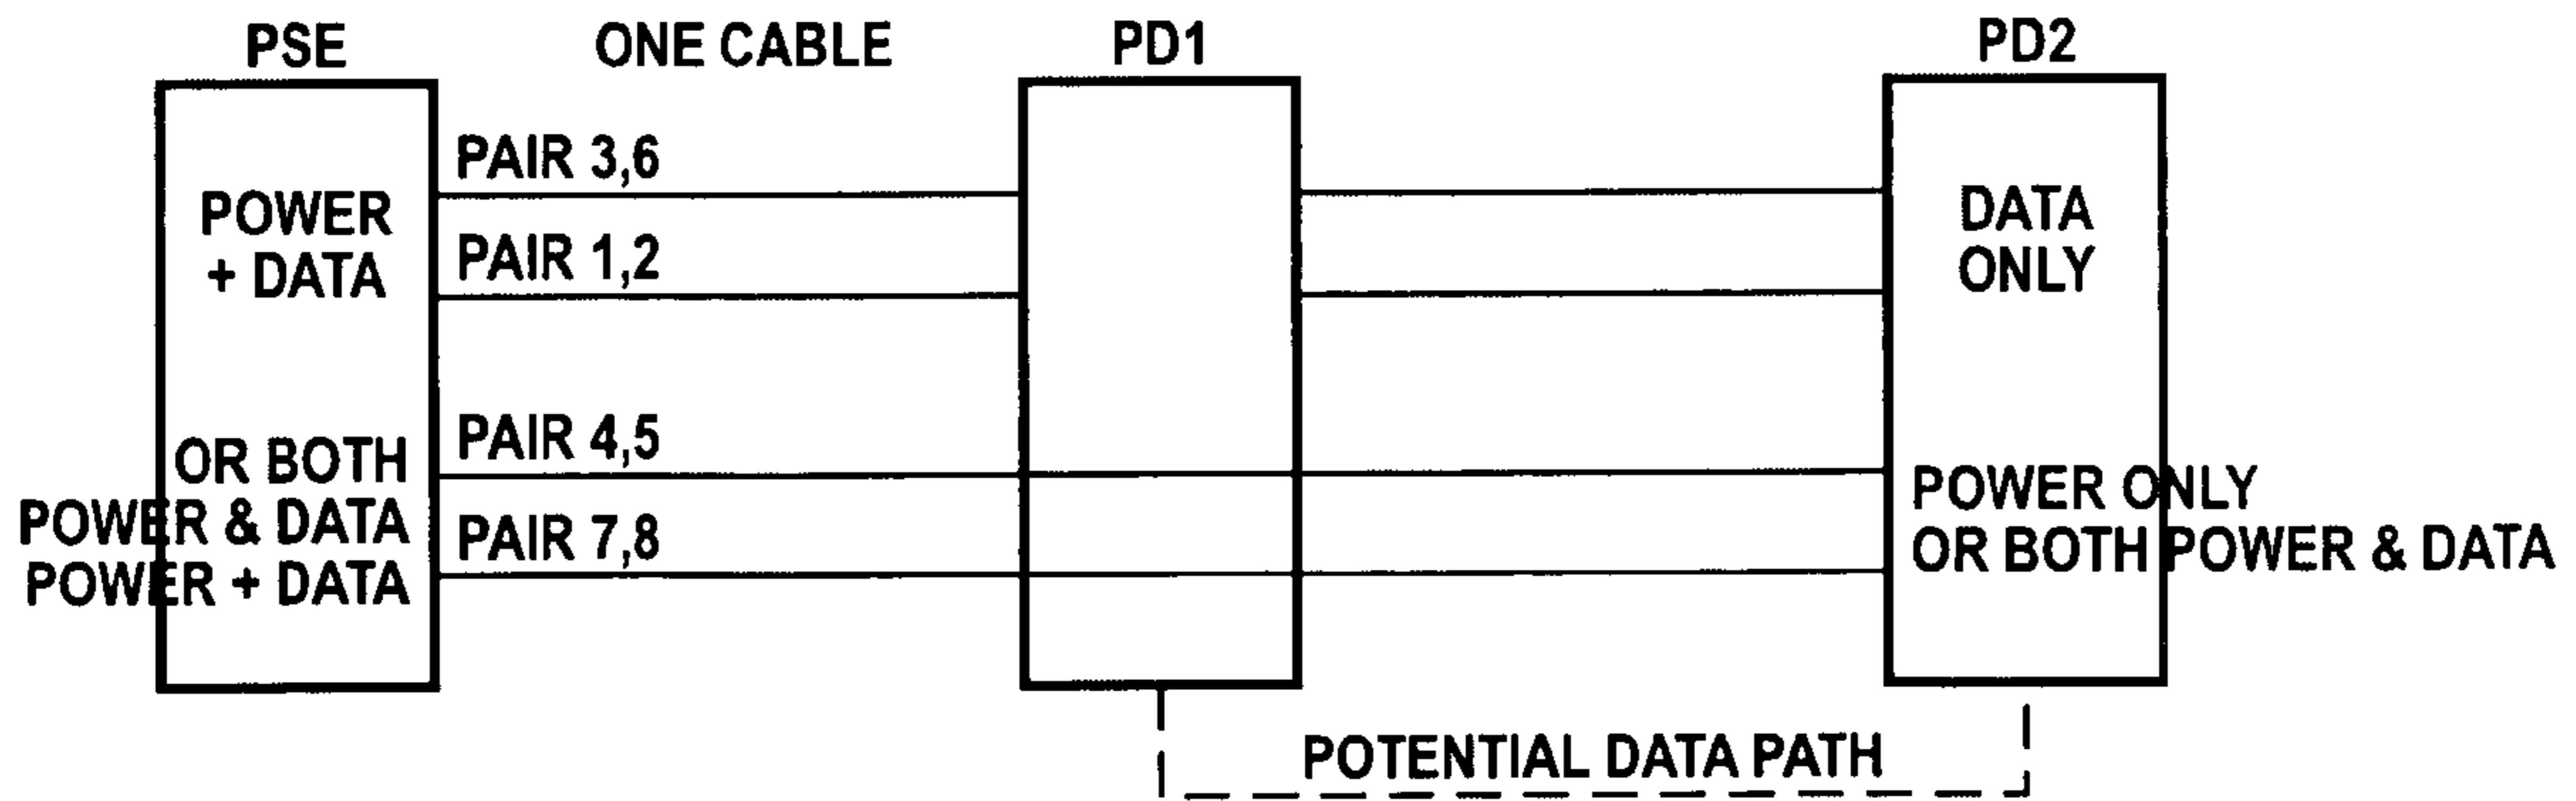 PSE
ONE CABLE
PD1
PD2
PAIR 3,6
POWER
+ DATA
PAIR 1,2
DATA
ONLY
OR BOTH
POWER & DATA
POWER + DATA
PAIR 4,5
PAIR 7,8
POWER ONLY
OR BOTH POWER & DATA
POTENTIAL DATA PATH